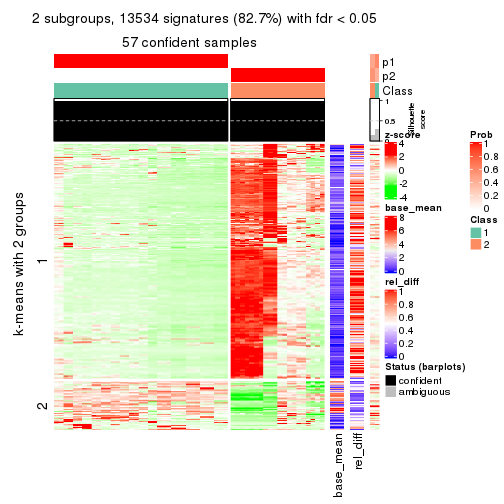 2 subgroups, 13534 signatures (82.7%) with fdr < 0.05
57 confident samples
p1
p2
Class
1
0.5
0
Silhouette
score
k-means with 2 groups
1
2
base_mean
rel_diff
z-score
4
2
0
-2
-4
base_mean
8
6
4
2
0
rel_diff
1
0.8
0.6
0.4
0.2
0
Status (barplots)
confident
ambiguous
Prob
1
0.8
0.6
0.4
0.2
0
Class
1
2